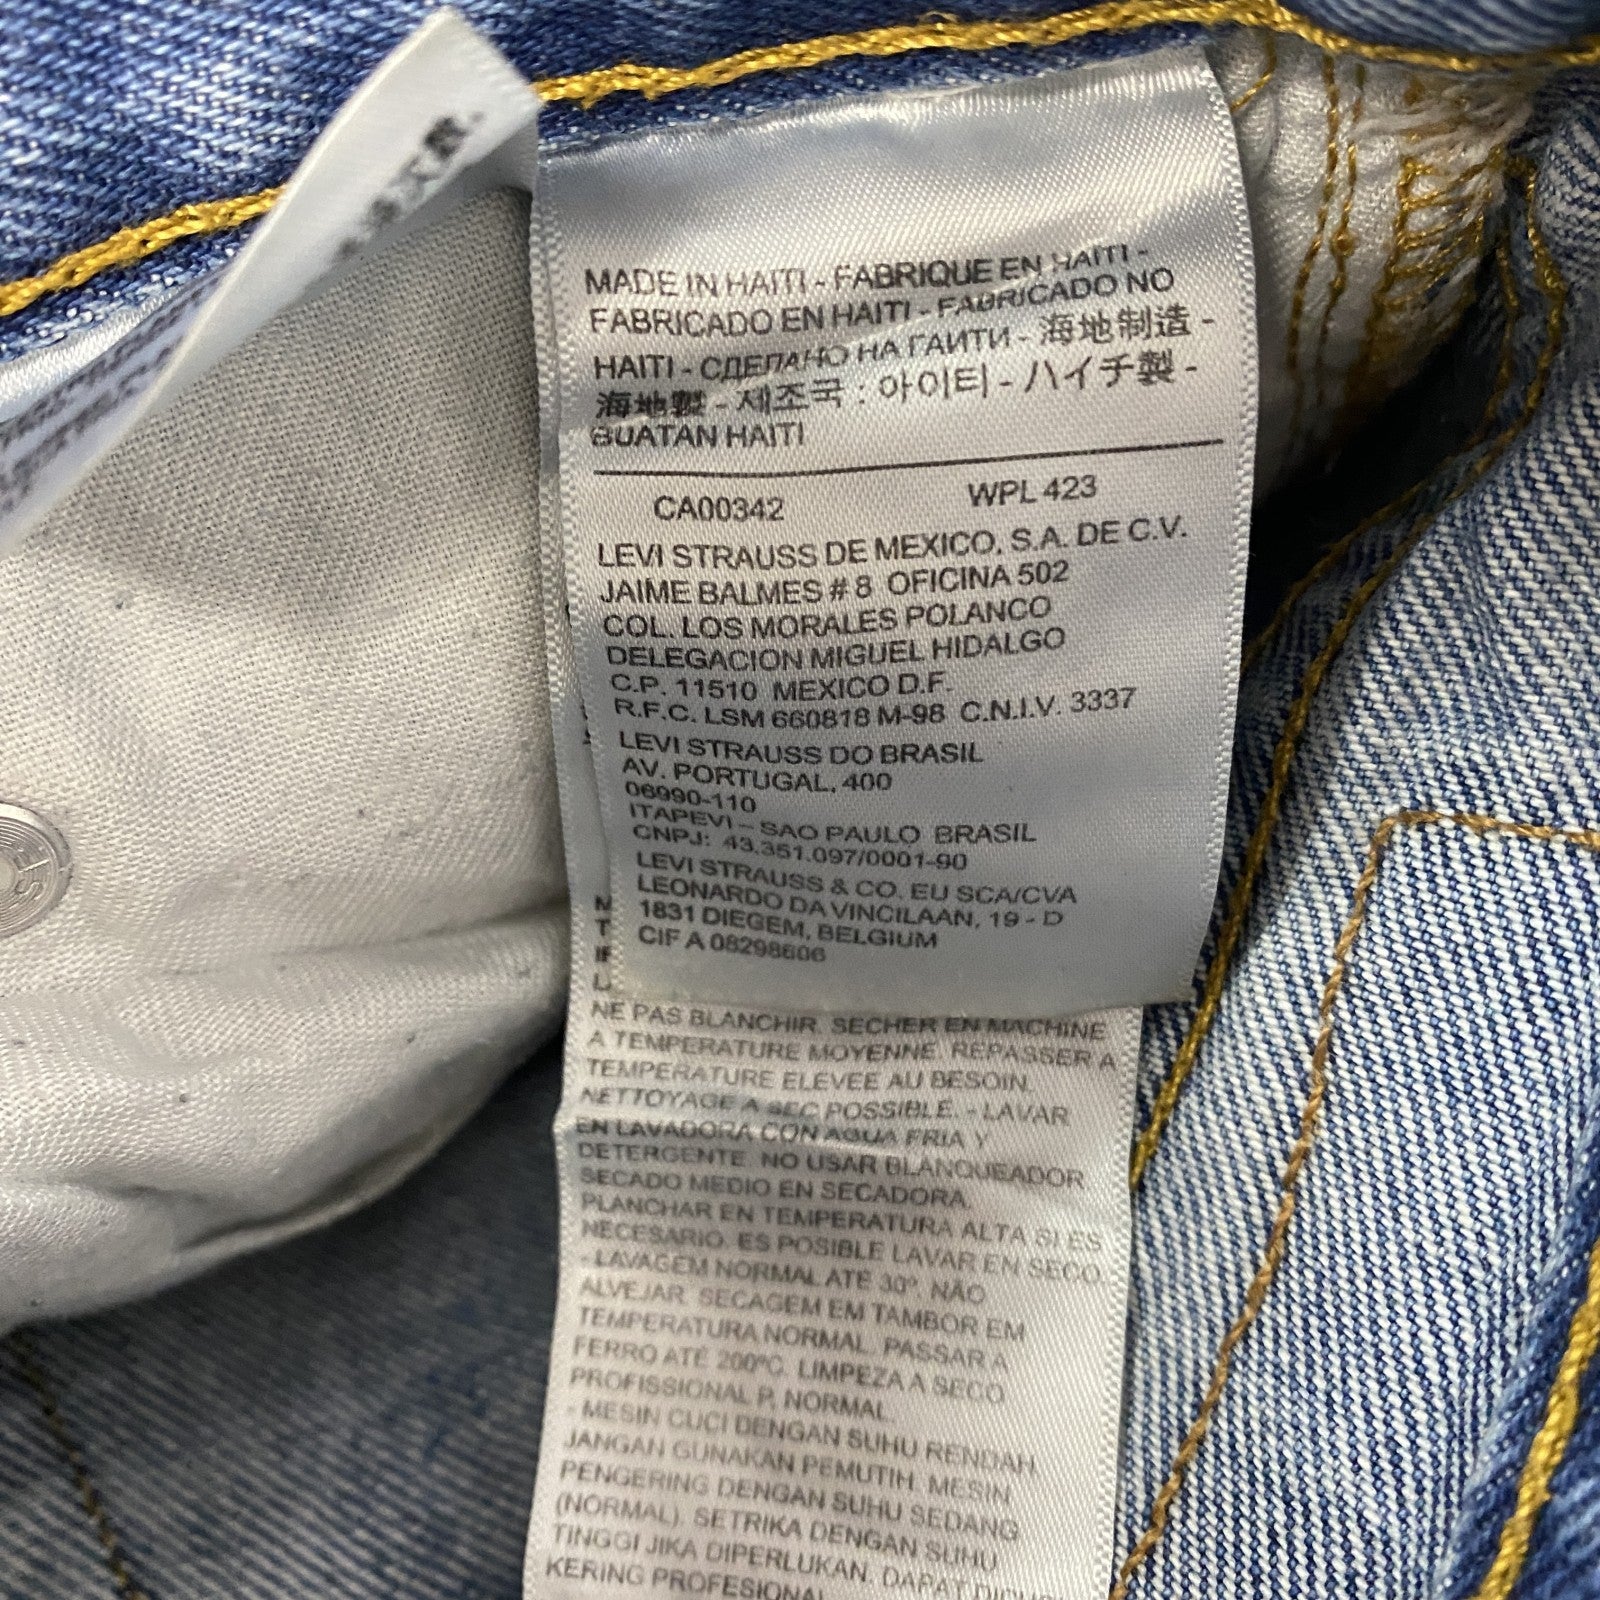 MADE IN HAITI - FABRIQUE EN HAÏTI -
FABRICADO EN HAITI - FABRICADO NO
HAITI - СДЕЛАНО НА ГАИТИ - 海地制造 -
海地製 - 제조국 : 아이티 - ハイチ製 -
BUATAN HAITI
CA00342 WPL 423
LEVI STRAUSS DE MEXICO, S.A. DE C.V.
JAIME BALMES # 8 OFICINA 502
COL. LOS MORALES POLANCO
DELEGACION MIGUEL HIDALGO
C.P. 11510 MEXICO D.F.
R.F.C. LSM 660818 M-98 C.N.I.V. 3337
LEVI STRAUSS DO BRASIL
AV. PORTUGAL, 400
06990-110
ITAPEVI – SAO PAULO BRASIL
CNPJ: 43.351.097/0001-90
LEVI STRAUSS & CO. EU SCA/CVA
LEONARDO DA VINCILAAN, 19 - D
1831 DIEGEM, BELGIUM
CIF A 08298606
NE PAS BLANCHIR. SECHER EN MACHINE
A TEMPERATURE MOYENNE. REPASSER A
TEMPERATURE ELEVEE AU BESOIN.
NETTOYAGE A SEC POSSIBLE. - LAVAR
EN LAVADORA CON AGUA FRIA Y
DETERGENTE. NO USAR BLANQUEADOR.
SECADO MEDIO EN SECADORA.
PLANCHAR EN TEMPERATURA ALTA SI ES
NECESARIO. ES POSIBLE LAVAR EN SECO.
- LAVAGEM NORMAL ATÉ 30º. NÃO
ALVEJAR. SECAGEM EM TAMBOR EM
TEMPERATURA NORMAL. PASSAR A
FERRO ATÉ 200ºC. LIMPEZA A SECO
PROFISSIONAL P, NORMAL.
- MESIN CUCI DENGAN SUHU RENDAH.
JANGAN GUNAKAN PEMUTIH. MESIN
PENGERING DENGAN SUHU SEDANG
(NORMAL). SETRIKA DENGAN SUHU
TINGGI JIKA DIPERLUKAN. DAPAT
KERING PROFESIONAL